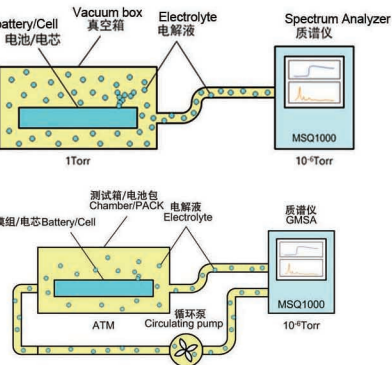 Vacuum box
真空箱
Electrolyte
电解液
Spectrum Analyzer
质谱仪
battery/Cell
电池/电芯
MSQ1000
1Torr
10-6Torr
测试箱/电池包
Chamber/PACK
电解液
Electrolyte
质谱仪
GMSA
模组/电芯Battery/Cell
MSQ1000
ATM
循环泵
Circulating pump
10-6Torr